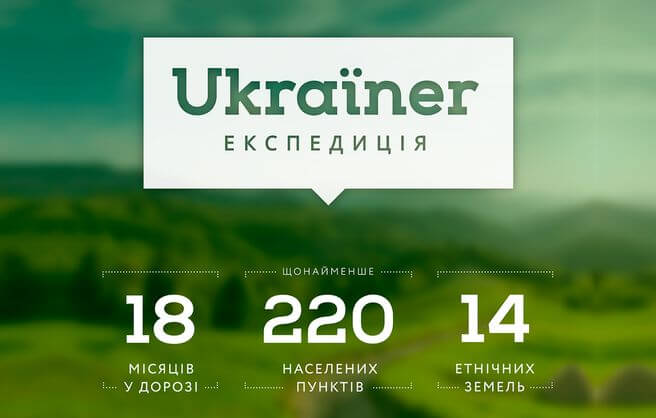 Ukraïner
ЕКСПЕДИЦІЯ
ЩОНАЙМЕНШЕ
18 220 14
МІСЯЦІВ НАСЕЛЕНИХ ЕТНІЧНИХ
У ДОРОЗІ ПУНКТІВ ЗЕМЕЛЬ